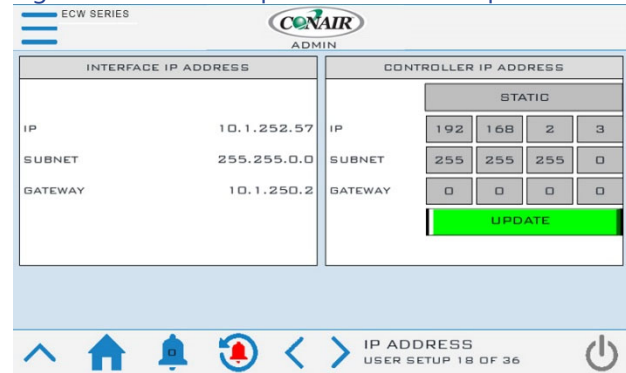 ECW SERIES
CONAIR
ADMIN
INTERFACE IP ADDRESS
IP 10.1.252.57
SUBNET 255.255.0.0
GATEWAY 10.1.250.2
CONTROLLER IP ADDRESS
STATIC
IP 192 168 2 3
SUBNET 255 255 255 0
GATEWAY 0 0 0 0
UPDATE
0
IP ADDRESS
USER SETUP 18 OF 36